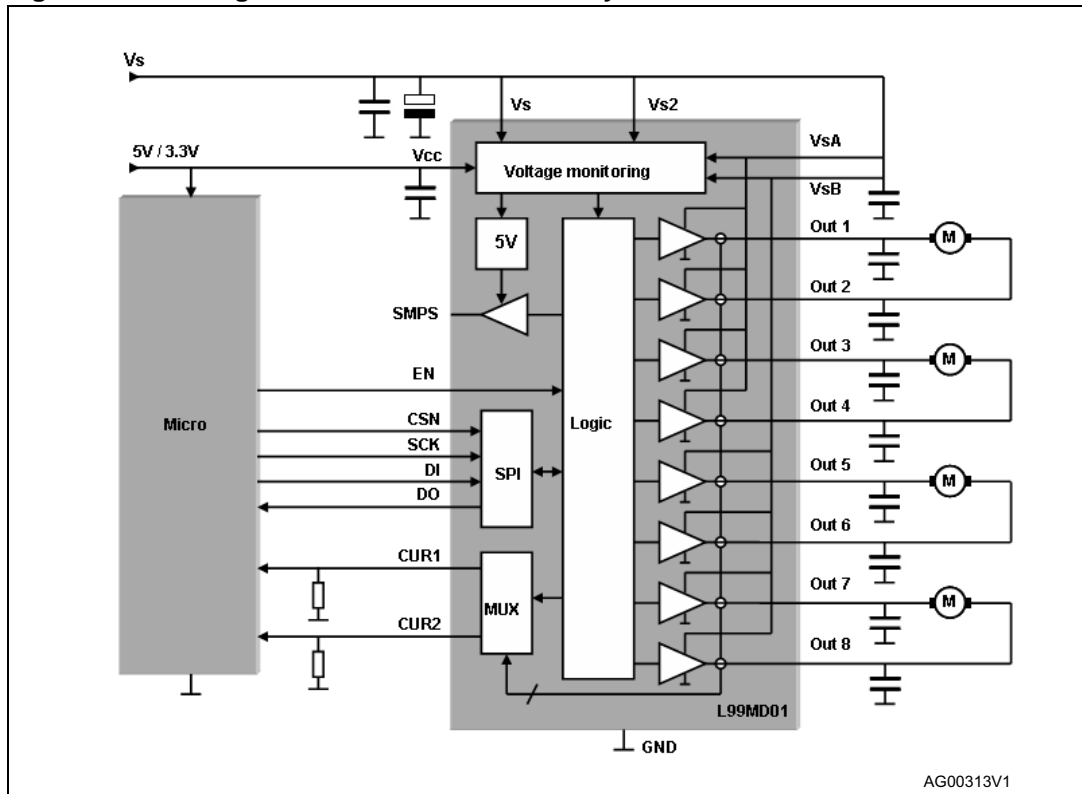 Vs
Vs
Vs2
VsA
5V / 3.3V
Vcc
Voltage monitoring
VsB
Out 1
M
5V
Out 2
SMPS
Out 3
M
EN
Out 4
Micro
CSN
Logic
SCK
Out 5
DI
SPI
M
DO
Out 6
CUR1
Out 7
MUX
M
CUR2
Out 8
L99MD01
GND
AG00313V1